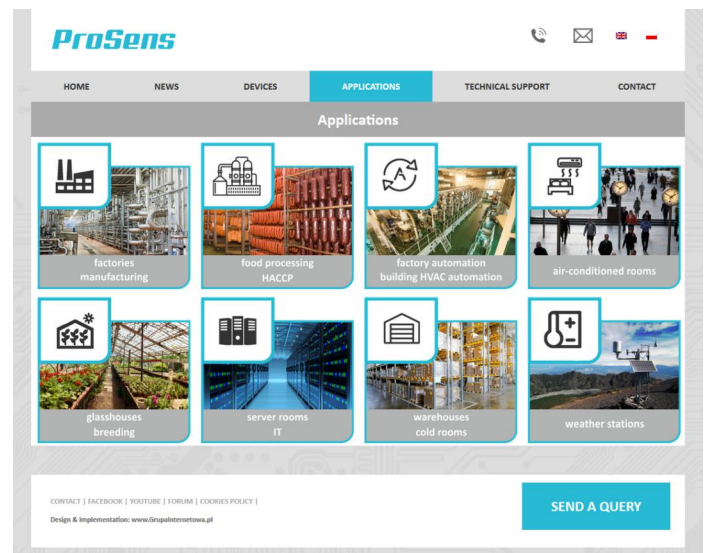 ProSens
HOME NEWS DEVICES APPLICATIONS TECHNICAL SUPPORT CONTACT
Applications
factories
manufacturing
food processing
HACCP
factory automation
building HVAC automation
air-conditioned rooms
glasshouses
breeding
server rooms
IT
warehouses
cold rooms
weather stations
CONTACT | FACEBOOK | YOUTUBE | FORUM | COOKIES POLICY |
Design & Implementation: www.GrupaInternetowa.pl
SEND A QUERY